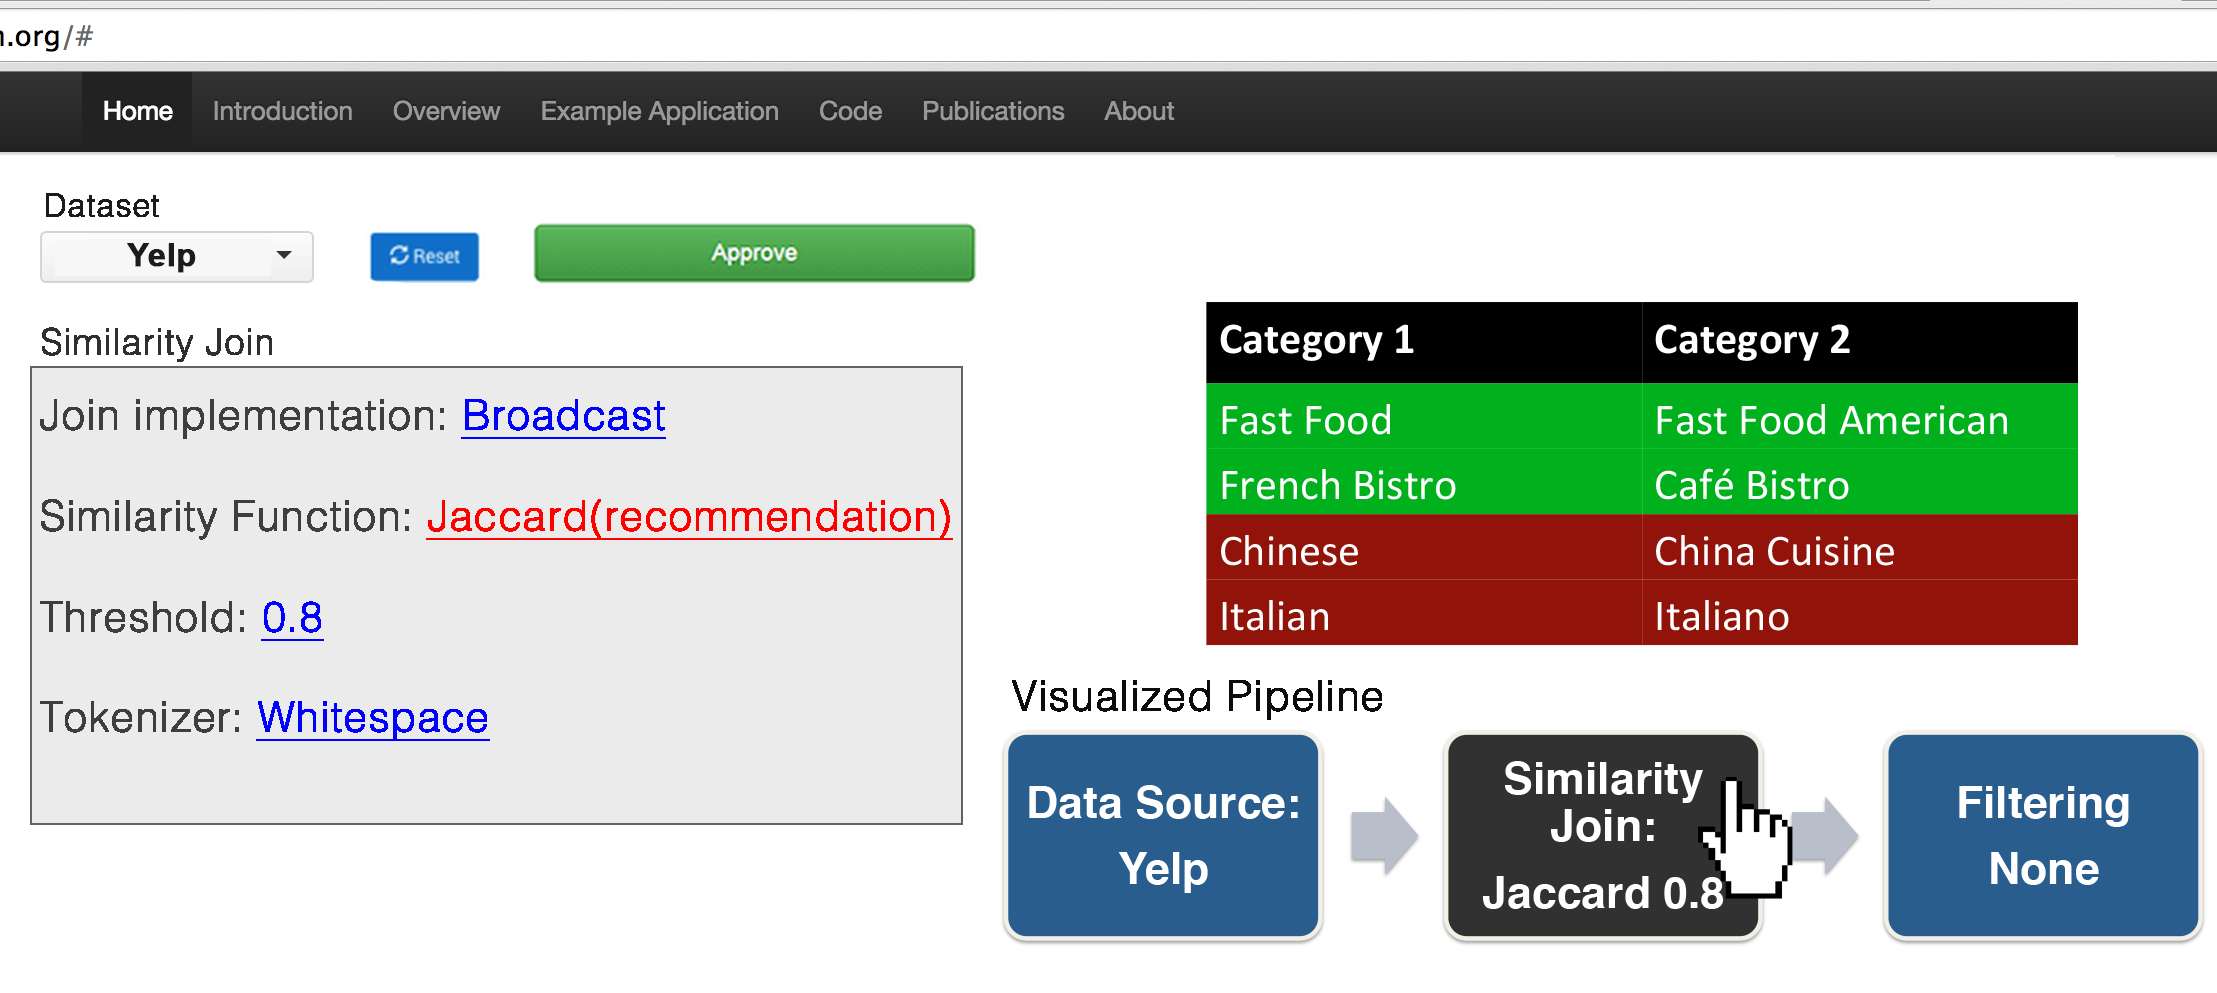 .org/#
Home Introduction Overview Example Application Code Publications About
Dataset
Yelp
Reset
Approve
Similarity Join
Join implementation: Broadcast
Similarity Function: Jaccard(recommendation)
Threshold: 0.8
Tokenizer: Whitespace
Category 1 Category 2
Fast Food Fast Food American
French Bistro Café Bistro
Chinese China Cuisine
Italian Italiano
Visualized Pipeline
Data Source:
Yelp
Similarity
Join:
Jaccard 0.8
Filtering
None